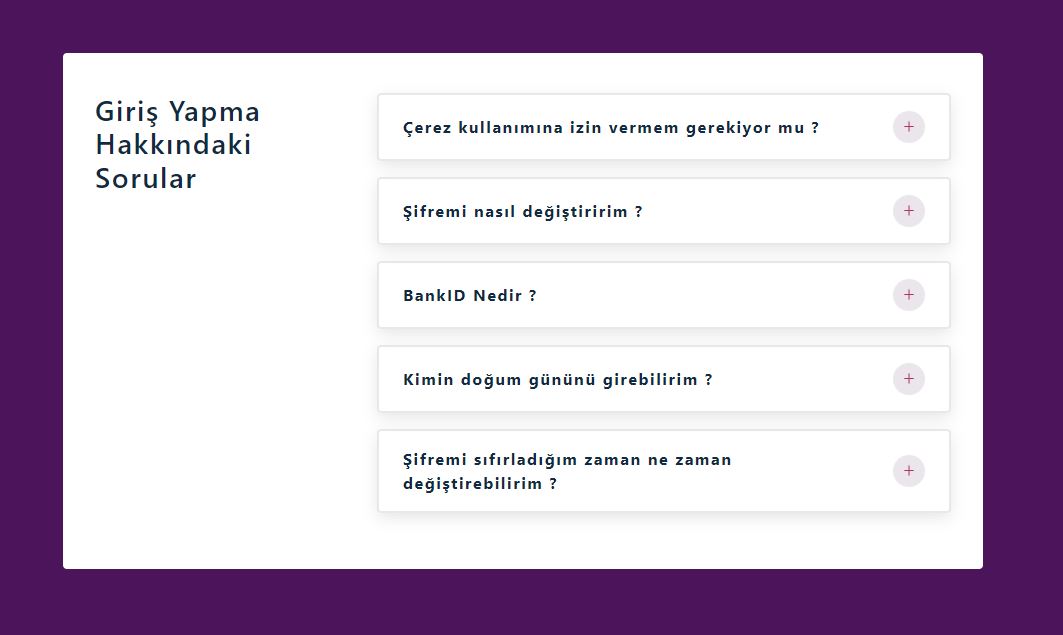 Giriş Yapma
Hakkındaki
Sorular
Çerez kullanımına izin vermem gerekiyor mu ?
+
Şifremi nasıl değiştiririm ?
+
BankID Nedir ?
+
Kimin doğum gününü girebilirim ?
+
Şifremi sıfırladığım zaman ne zaman
değiştirebilirim ?
+